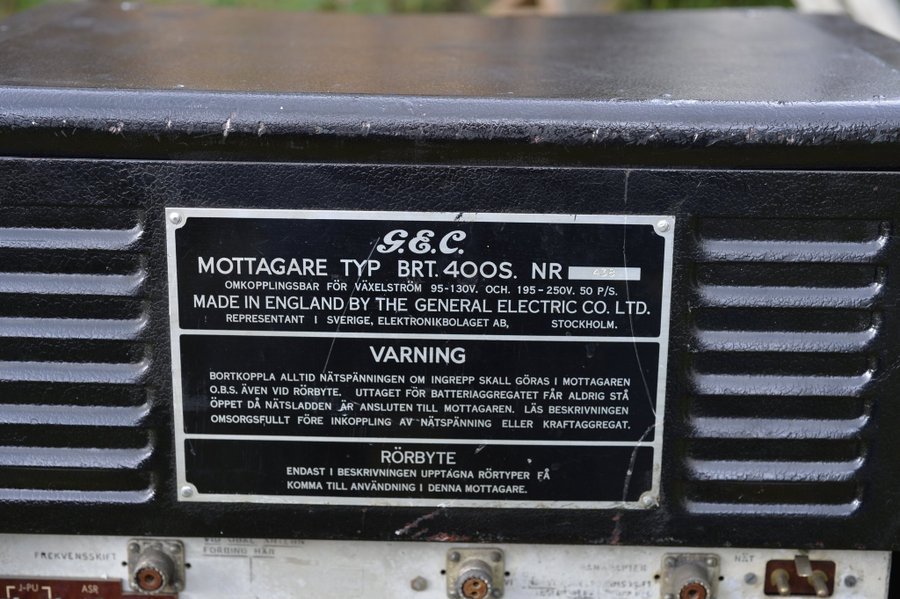 G.E.C.
MOTTAGARE TYP BRT. 400S. NR 438
OMKOPPLINGSBAR FÖR VÄXELSTRÖM 95-130V. OCH. 195-250V. 50 P/S.
MADE IN ENGLAND BY THE GENERAL ELECTRIC CO. LTD.
REPRESENTANT I SVERIGE, ELEKTRONIKBOLAGET AB, STOCKHOLM.
VARNING
BORTKOPPLA ALLTID NÄTSPÄNNINGEN OM INGREPP SKALL GÖRAS I MOTTAGAREN
O.B.S. ÄVEN VID RÖRBYTE. UTTAGET FÖR BATTERIAGGREGATET FÅR ALDRIG STÅ
ÖPPET DÅ NÄTSLADDEN ÄR ANSLUTEN TILL MOTTAGAREN. LÄS BESKRIVNINGEN
OMSORGSFULLT FÖRE INKOPPLING AV NÄTSPÄNNING ELLER KRAFTAGGREGAT.
RÖRBYTE
ENDAST I BESKRIVNINGEN UPPTAGNA RÖRTYPER FÅ
KOMMA TILL ANVÄNDNING I DENNA MOTTAGARE.
FREKVENSSKIFT
NÄT
J-PU ASR